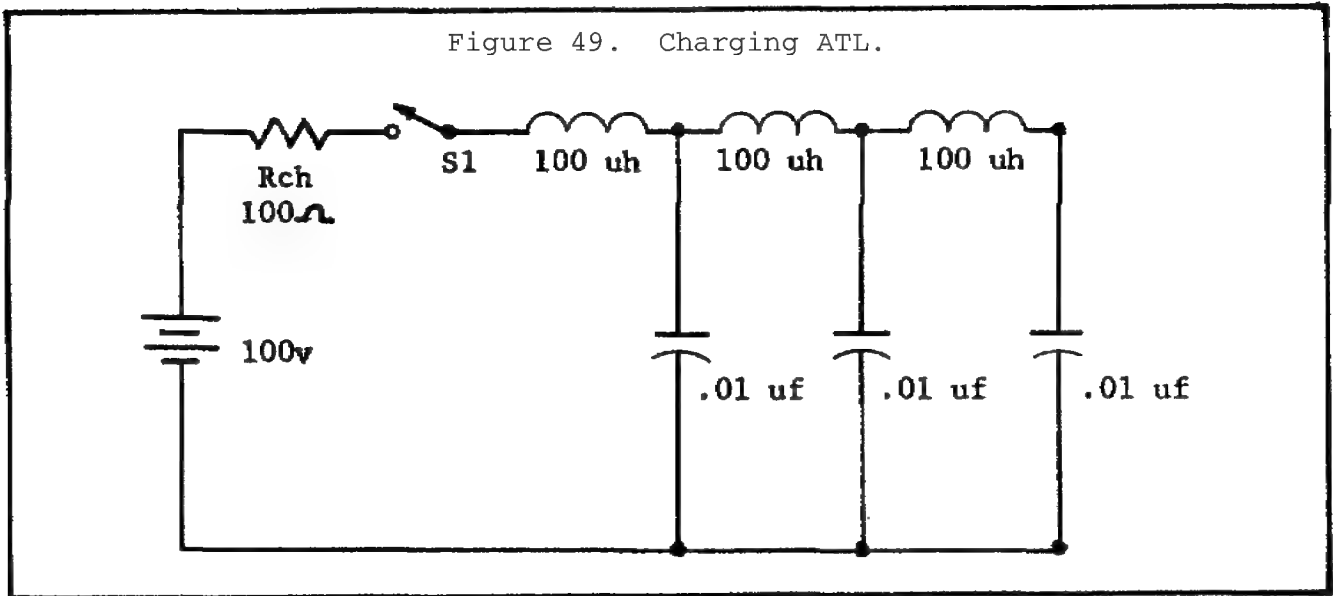 Figure 49. Charging ATL.
Rch
100Ω
S1
100 uh
100 uh
100 uh
100v
.01 uf
.01 uf
.01 uf